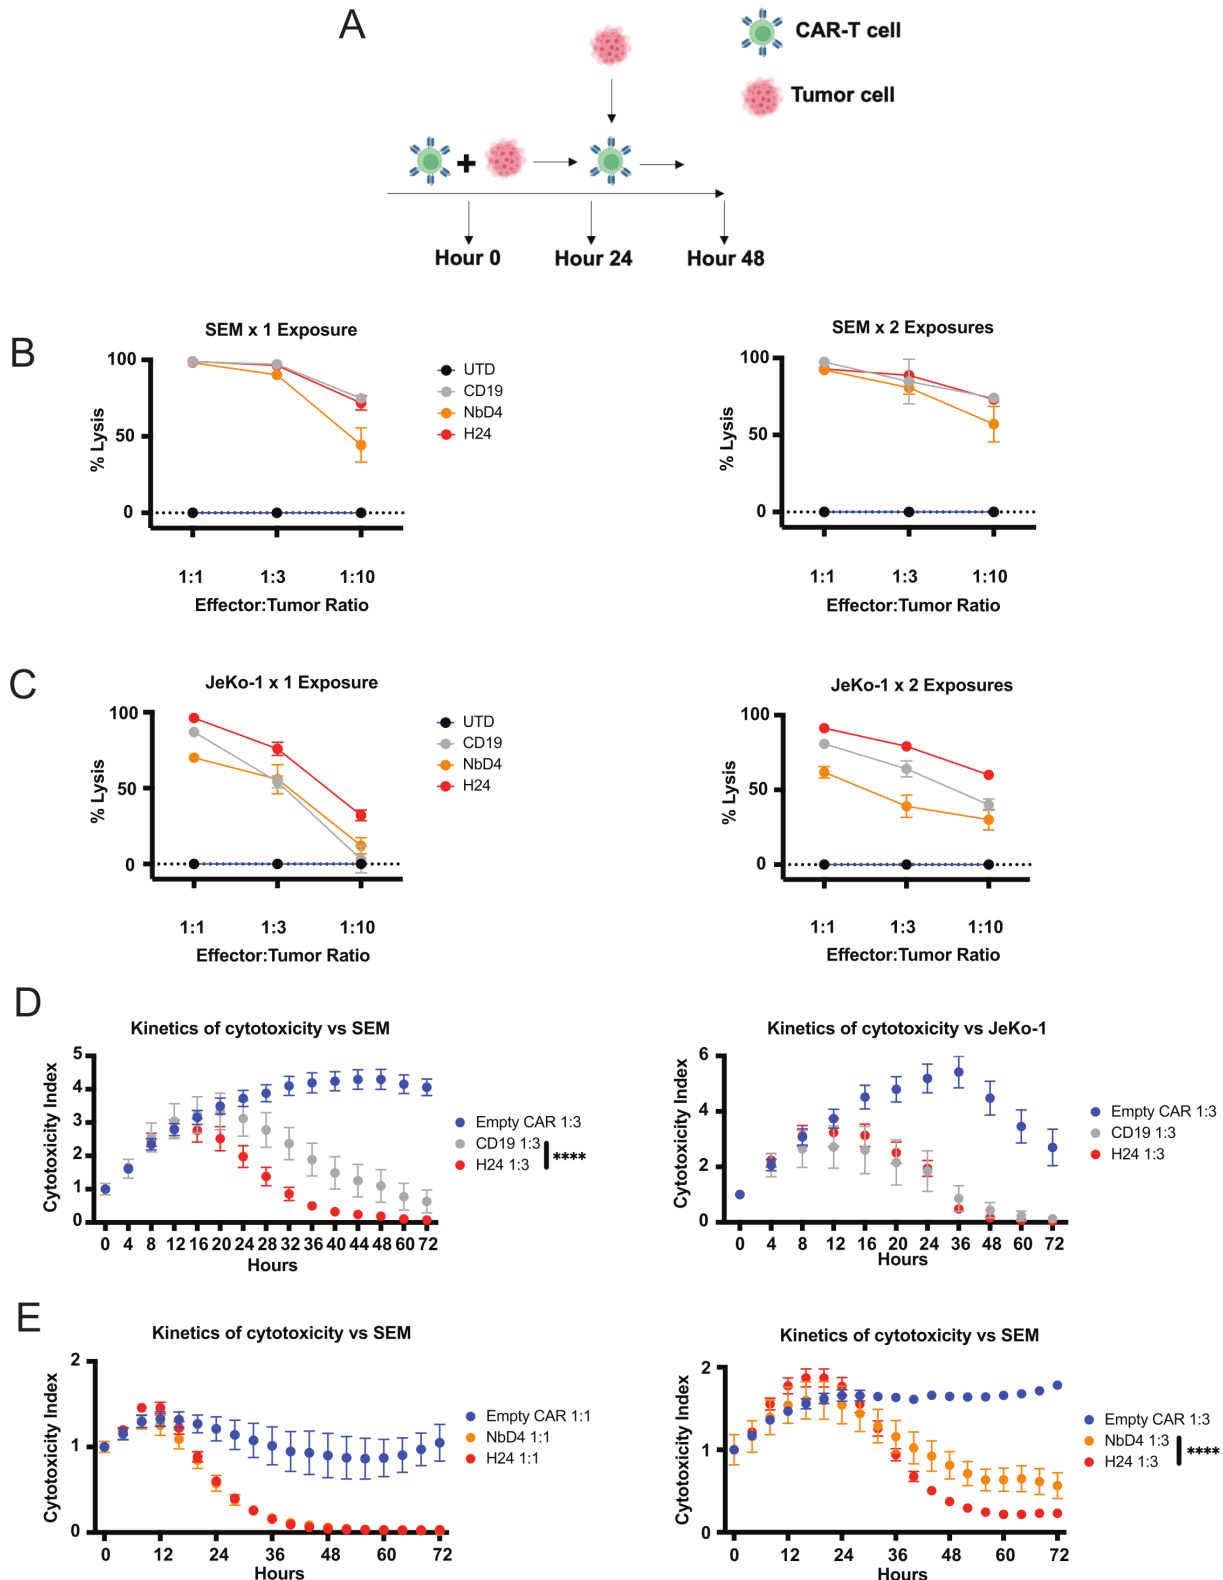 A
CAR-T cell
Tumor cell
+
Hour 0 Hour 24 Hour 48
B
SEM x 1 Exposure
% Lysis
100
50
0
1:1 1:3 1:10
Effector:Tumor Ratio
UTD
CD19
NbD4
H24
SEM x 2 Exposures
% Lysis
100
50
0
1:1 1:3 1:10
Effector:Tumor Ratio
C
JeKo-1 x 1 Exposure
% Lysis
100
50
0
1:1 1:3 1:10
Effector:Tumor Ratio
UTD
CD19
NbD4
H24
JeKo-1 x 2 Exposures
% Lysis
100
50
0
1:1 1:3 1:10
Effector:Tumor Ratio
D
Kinetics of cytotoxicity vs SEM
Cytotoxicity Index
5
4
3
2
1
0
0 4 8 12 16 20 24 28 32 36 40 44 48 60 72
Hours
Empty CAR 1:3
CD19 1:3
H24 1:3
****
Kinetics of cytotoxicity vs JeKo-1
Cytotoxicity Index
6
4
2
0
0 4 8 12 16 20 24 36 48 60 72
Hours
Empty CAR 1:3
CD19 1:3
H24 1:3
E
Kinetics of cytotoxicity vs SEM
Cytotoxicity Index
2
1
0
0 12 24 36 48 60 72
Hours
Empty CAR 1:1
NbD4 1:1
H24 1:1
Kinetics of cytotoxicity vs SEM
Cytotoxicity Index
2
1
0
0 12 24 36 48 60 72
Hours
Empty CAR 1:3
NbD4 1:3
H24 1:3
****